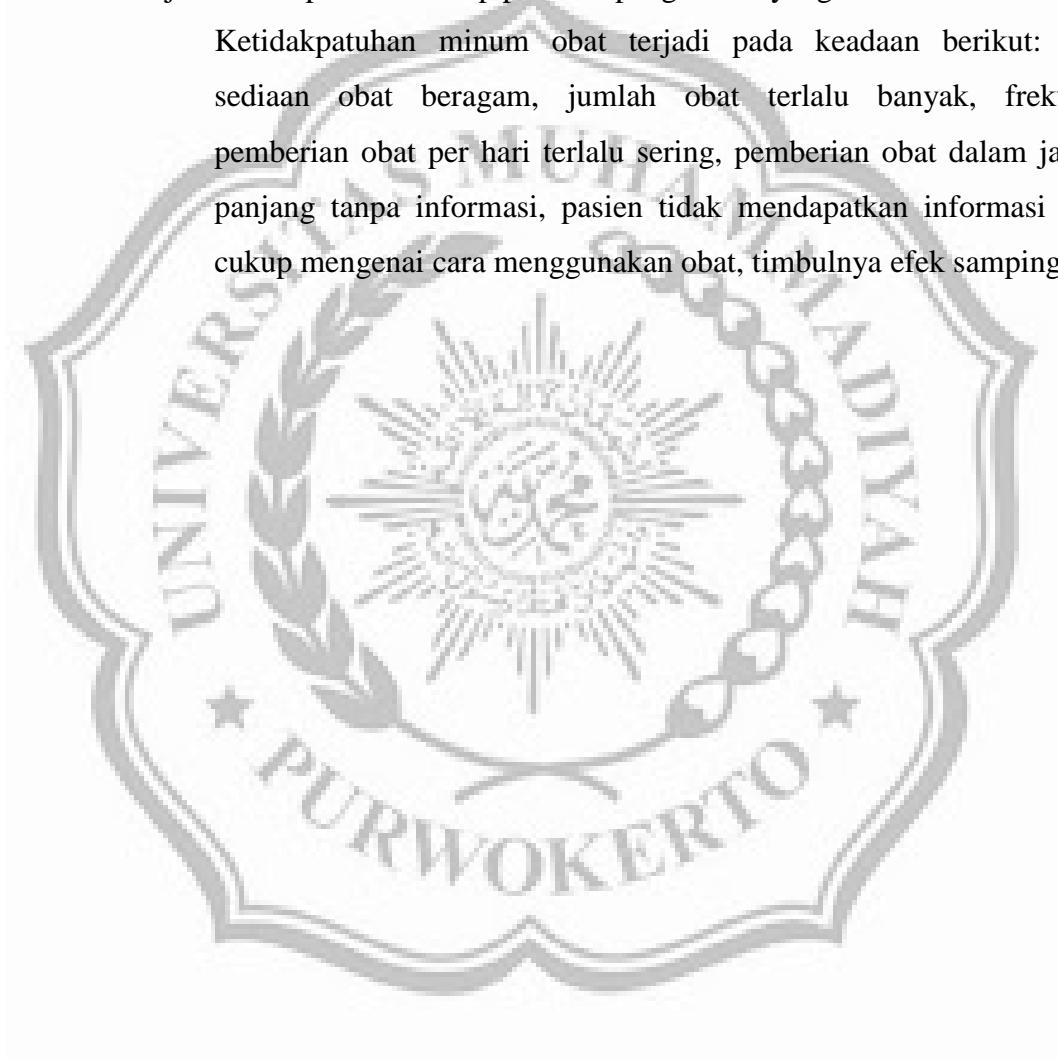 Ketidakpatuhan minum obat terjadi pada keadaan berikut:
sediaan obat beragam, jumlah obat terlalu banyak,
pemberian obat per hari terlalu sering, pemberian obat dalam
panjang tanpa informasi, pasien tidak mendapatkan informasi
cukup mengenai cara menggunakan obat, timbulnya efek samping
UNIVERSITAS MUHAMMADIYAH
PURWOKERTO